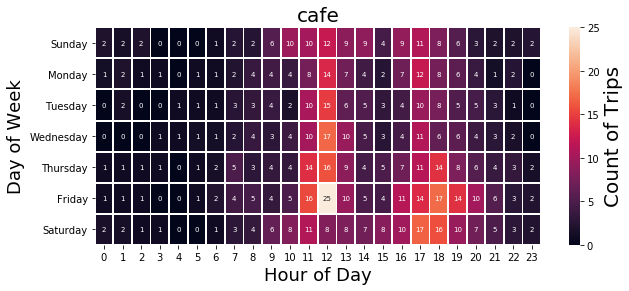 cafe
Day of Week
Sunday 2 2 2 0 0 0 1 2 2 6 10 10 12 9 9 4 9 11 8 6 3 2 2 2
Monday 1 2 1 1 0 0 1 2 4 4 4 8 14 7 4 2 7 12 8 6 4 1 2 0
Tuesday 0 2 0 0 1 1 1 3 3 4 2 10 15 6 5 3 4 10 8 5 5 3 1 0
Wednesday 0 0 0 1 1 1 2 4 3 4 10 17 10 5 3 4 11 6 6 4 3 2 0
Thursday 1 1 1 1 0 1 2 5 3 4 4 14 16 9 4 5 7 11 14 8 6 4 3 2
Friday 1 1 1 0 0 1 2 4 5 4 5 16 25 10 5 4 11 14 17 14 10 6 3 2
Saturday 2 2 1 1 0 0 1 3 4 6 8 11 8 8 7 8 10 17 16 10 7 5 3 2
0 1 2 3 4 5 6 7 8 9 10 11 12 13 14 15 16 17 18 19 20 21 22 23
Hour of Day
25
20
15
10
5
0
Count of Trips